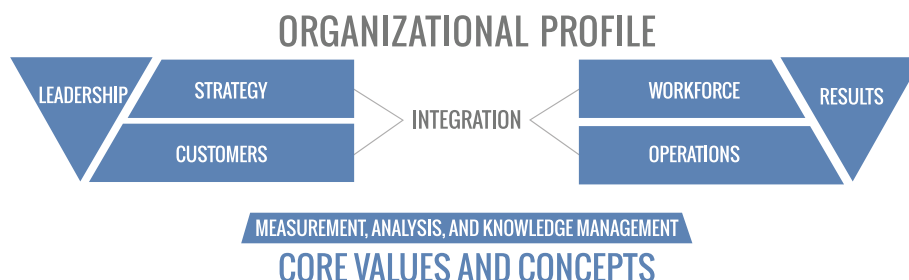 ORGANIZATIONAL PROFILE
LEADERSHIP
STRATEGY
CUSTOMERS
INTEGRATION
WORKFORCE
OPERATIONS
RESULTS
MEASUREMENT, ANALYSIS, AND KNOWLEDGE MANAGEMENT
CORE VALUES AND CONCEPTS